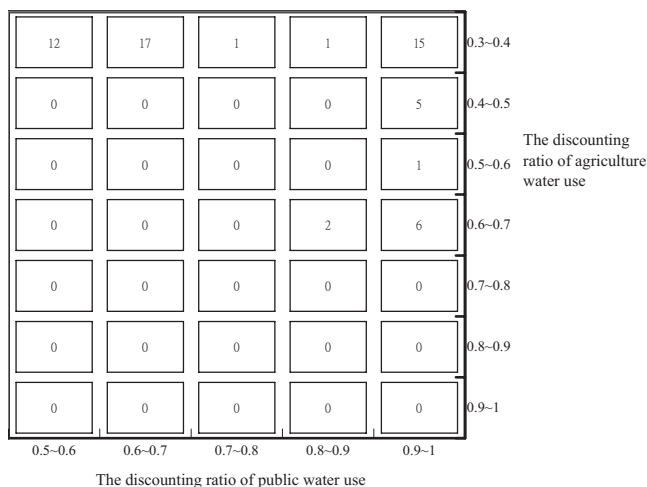 12 17 1 1 15 0.3~0.4
0 0 0 0 5 0.4~0.5
0 0 0 0 1 0.5~0.6
The discounting
ratio of agriculture
water use
0 0 0 2 6 0.6~0.7
0 0 0 0 0 0.7~0.8
0 0 0 0 0 0.8~0.9
0 0 0 0 0 0.9~1
0.5~0.6 0.6~0.7 0.7~0.8 0.8~0.9 0.9~1
The discounting ratio of public water use